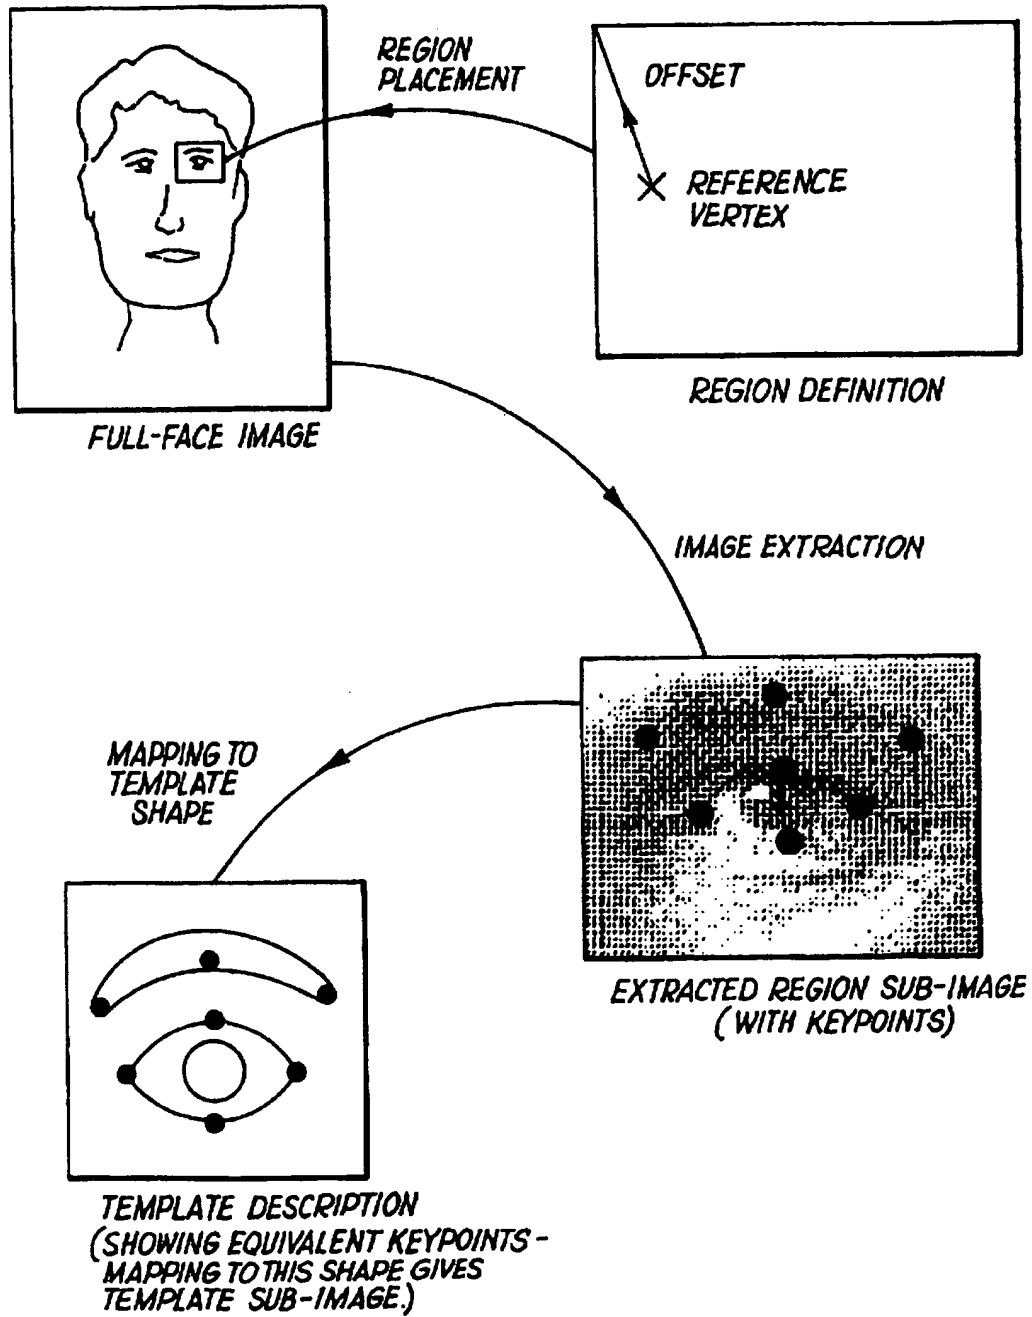 REGION
PLACEMENT
OFFSET
REFERENCE
VERTEX
REGION DEFINITION
FULL-FACE IMAGE
IMAGE EXTRACTION
MAPPING TO
TEMPLATE
SHAPE
EXTRACTED REGION SUB-IMAGE
(WITH KEYPOINTS)
TEMPLATE DESCRIPTION
(SHOWING EQUIVALENT KEYPOINTS -
MAPPING TO THIS SHAPE GIVES
TEMPLATE SUB-IMAGE.)